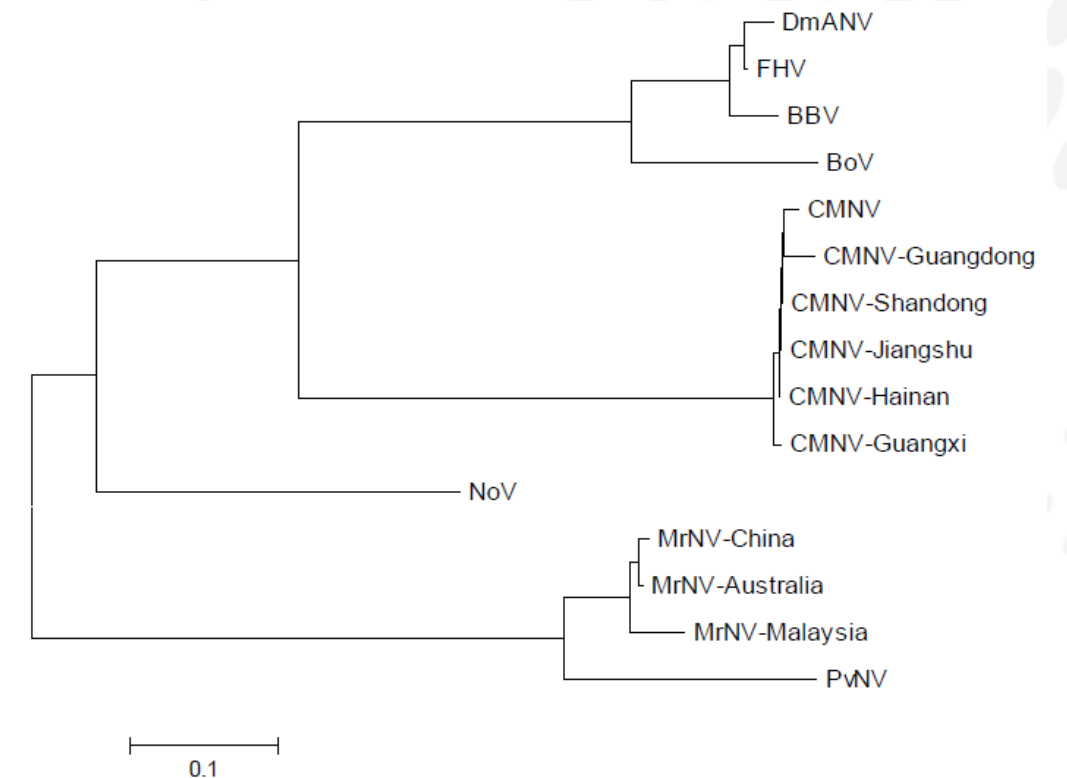 DmANV
FHV
BBV
BoV
CMNV
CMNV-Guangdong
CMNV-Shandong
CMNV-Jiangshu
CMNV-Hainan
CMNV-Guangxi
NoV
MrNV-China
MrNV-Australia
MrNV-Malaysia
PvNV
0.1